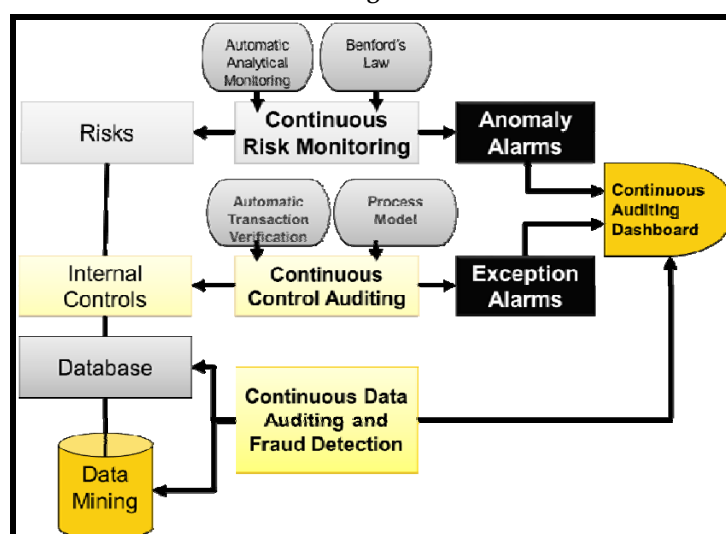 Automatic
Analytical
Monitoring
Benford's
Law
Risks
Continuous
Risk Monitoring
Anomaly
Alarms
Continuous
Auditing
Dashboard
Automatic
Transaction
Verification
Process
Model
Internal
Controls
Continuous
Control Auditing
Exception
Alarms
Database
Continuous Data
Auditing and
Fraud Detection
Data
Mining